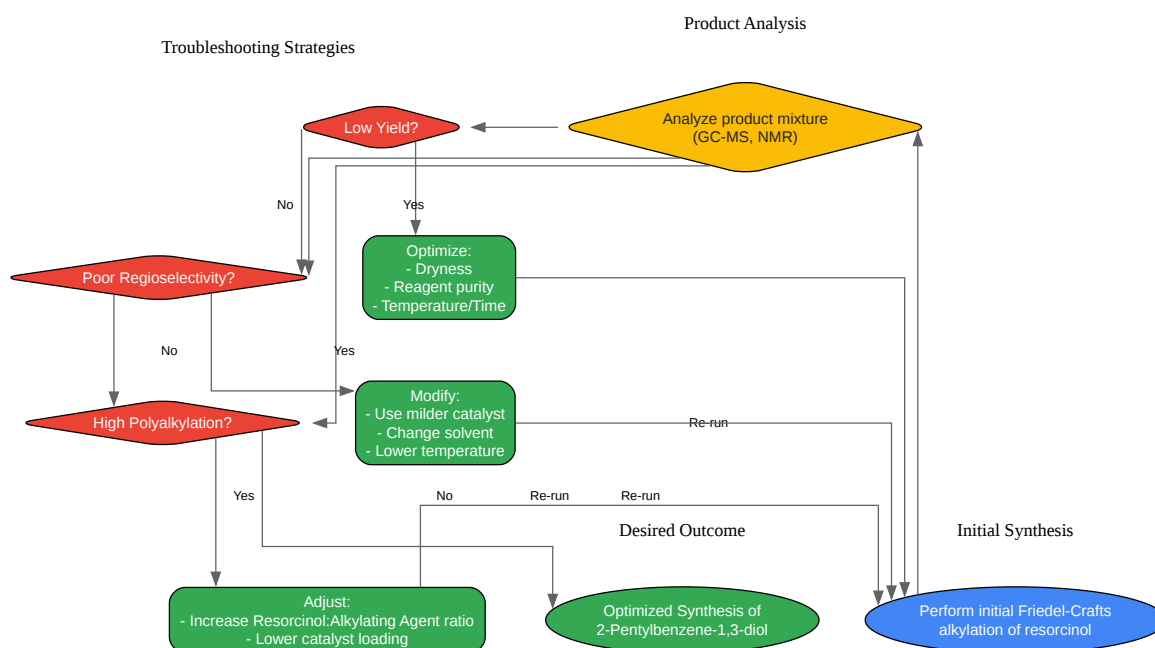 Product Analysis
Troubleshooting Strategies
Analyze product mixture
(GC-MS, NMR)
Low Yield?
No
Yes
Optimize:
- Dryness
- Reagent purity
- Temperature/Time
Poor Regioselectivity?
No
Yes
Modify:
- Use milder catalyst
- Change solvent
- Lower temperature
High Polyalkylation?
Re-run
Yes
No
Re-run
Re-run
Desired Outcome
Initial Synthesis
Adjust:
- Increase Resorcinol:Alkylating Agent ratio
- Lower catalyst loading
Optimized Synthesis of
2-Pentylbenzene-1,3-diol
Perform initial Friedel-Crafts
alkylation of resorcinol